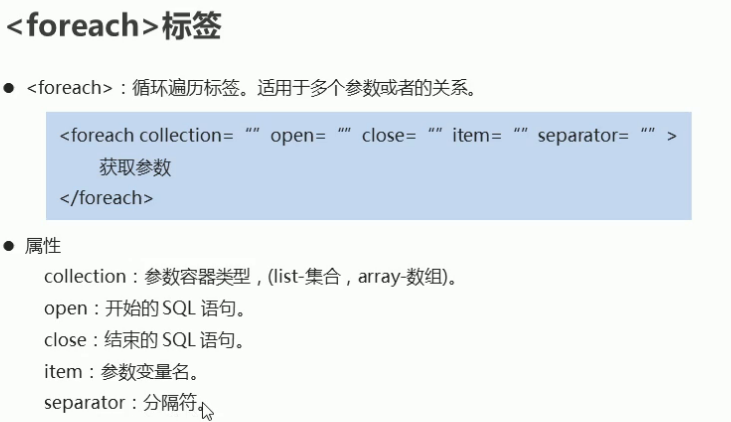 <foreach>标签
● <foreach>：循环遍历标签。适用于多个参数或者的关系。
<foreach collection=“”open=“”close=“”item=“”separator=“”>
获取参数
</foreach>
● 属性
collection：参数容器类型，(list-集合，array-数组)。
open：开始的 SQL 语句。
close：结束的 SQL 语句。
item：参数变量名。
separator：分隔符。